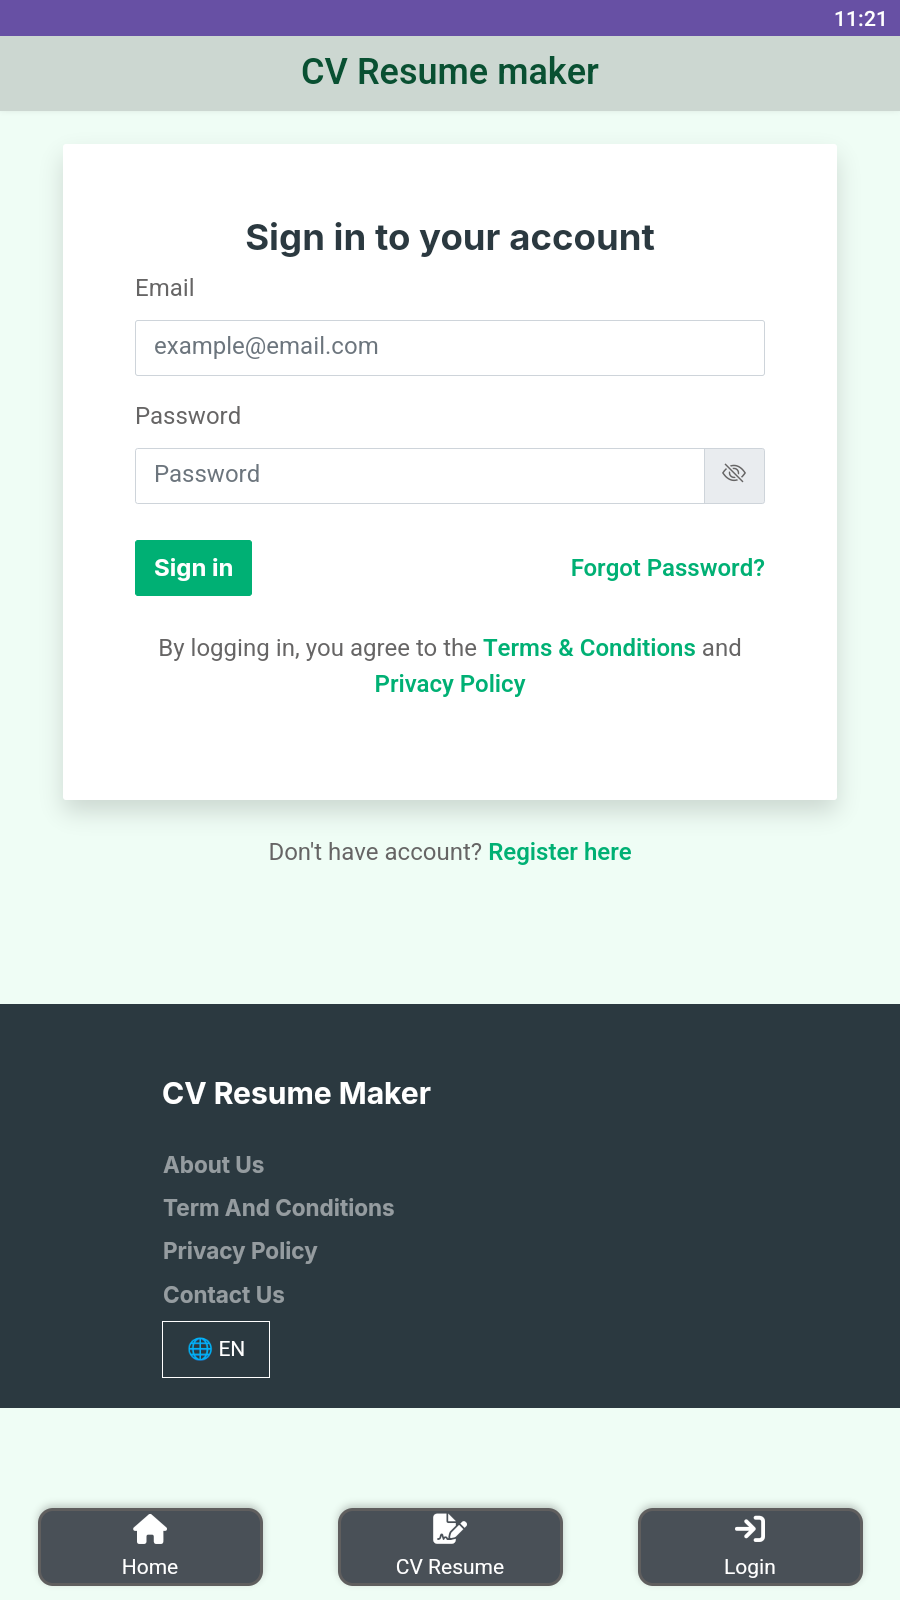 11:21
CV Resume maker
Sign in to your account
Email
example@email.com
Password
Password
Sign in
Forgot Password?
By logging in, you agree to the Terms & Conditions and
Privacy Policy
Don't have account? Register here
CV Resume Maker
About Us
Term And Conditions
Privacy Policy
Contact Us
EN
Home
CV Resume
Login